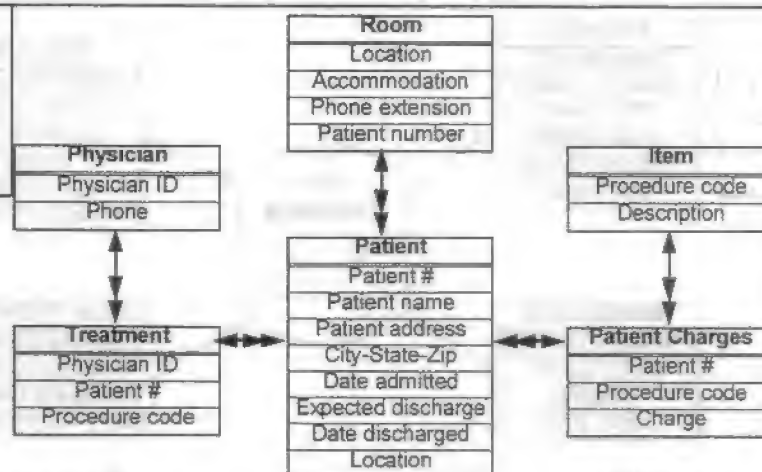 Room
Location
Accommodation
Phone extension
Patient number
Physician
Physician ID
Phone
Item
Procedure code
Description
Patient
Patient #
Patient name
Patient address
City-State-Zip
Date admitted
Expected discharge
Date discharged
Location
Treatment
Physician ID
Patient #
Procedure code
Patient Charges
Patient #
Procedure code
Charge